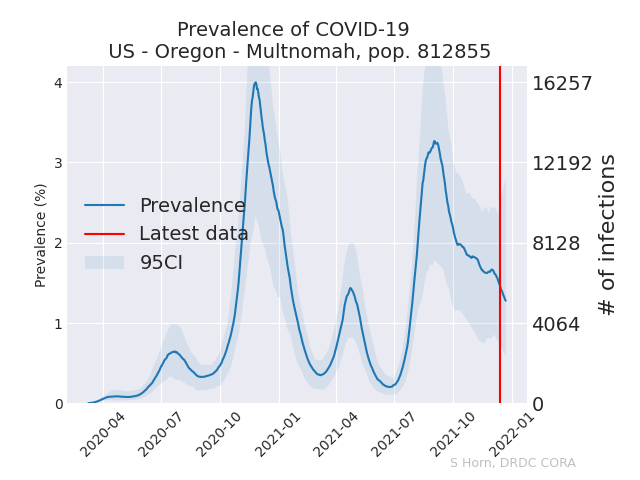 Prevalence of COVID-19
US - Oregon - Multnomah, pop. 812855
Prevalence (%)
4
3
2
1
0
Prevalence
Latest data
95CI
16257
12192
8128
4064
0
# of infections
2020-04
2020-07
2020-10
2021-01
2021-04
2021-07
2021-10
2022-01
S Horn, DRDC CORA